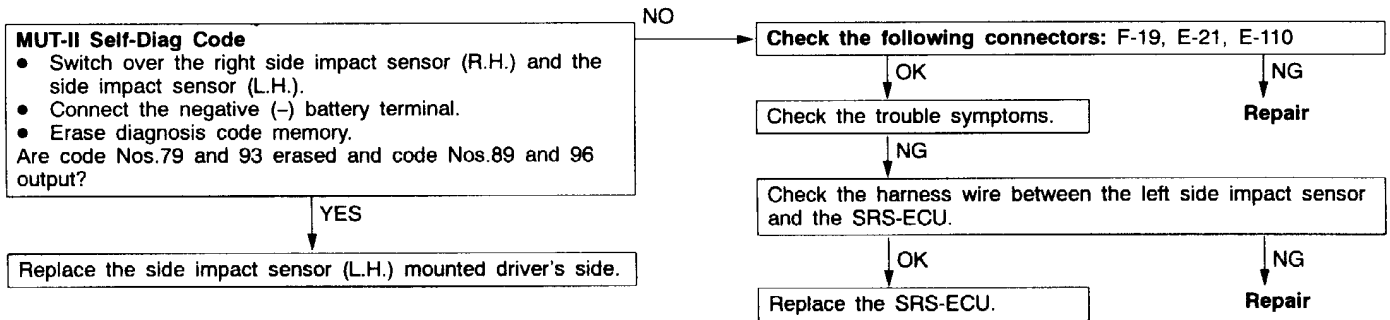 MUT-II Self-Diag Code
● Switch over the right side impact sensor (R.H.) and the
side impact sensor (L.H.).
● Connect the negative (–) battery terminal.
● Erase diagnosis code memory.
Are code Nos.79 and 93 erased and code Nos.89 and 96
output?
YES
Replace the side impact sensor (L.H.) mounted driver's side.
NO
Check the following connectors: F-19, E-21, E-110
OK
NG
Check the trouble symptoms.
Repair
NG
Check the harness wire between the left side impact sensor
and the SRS-ECU.
OK
NG
Replace the SRS-ECU.
Repair